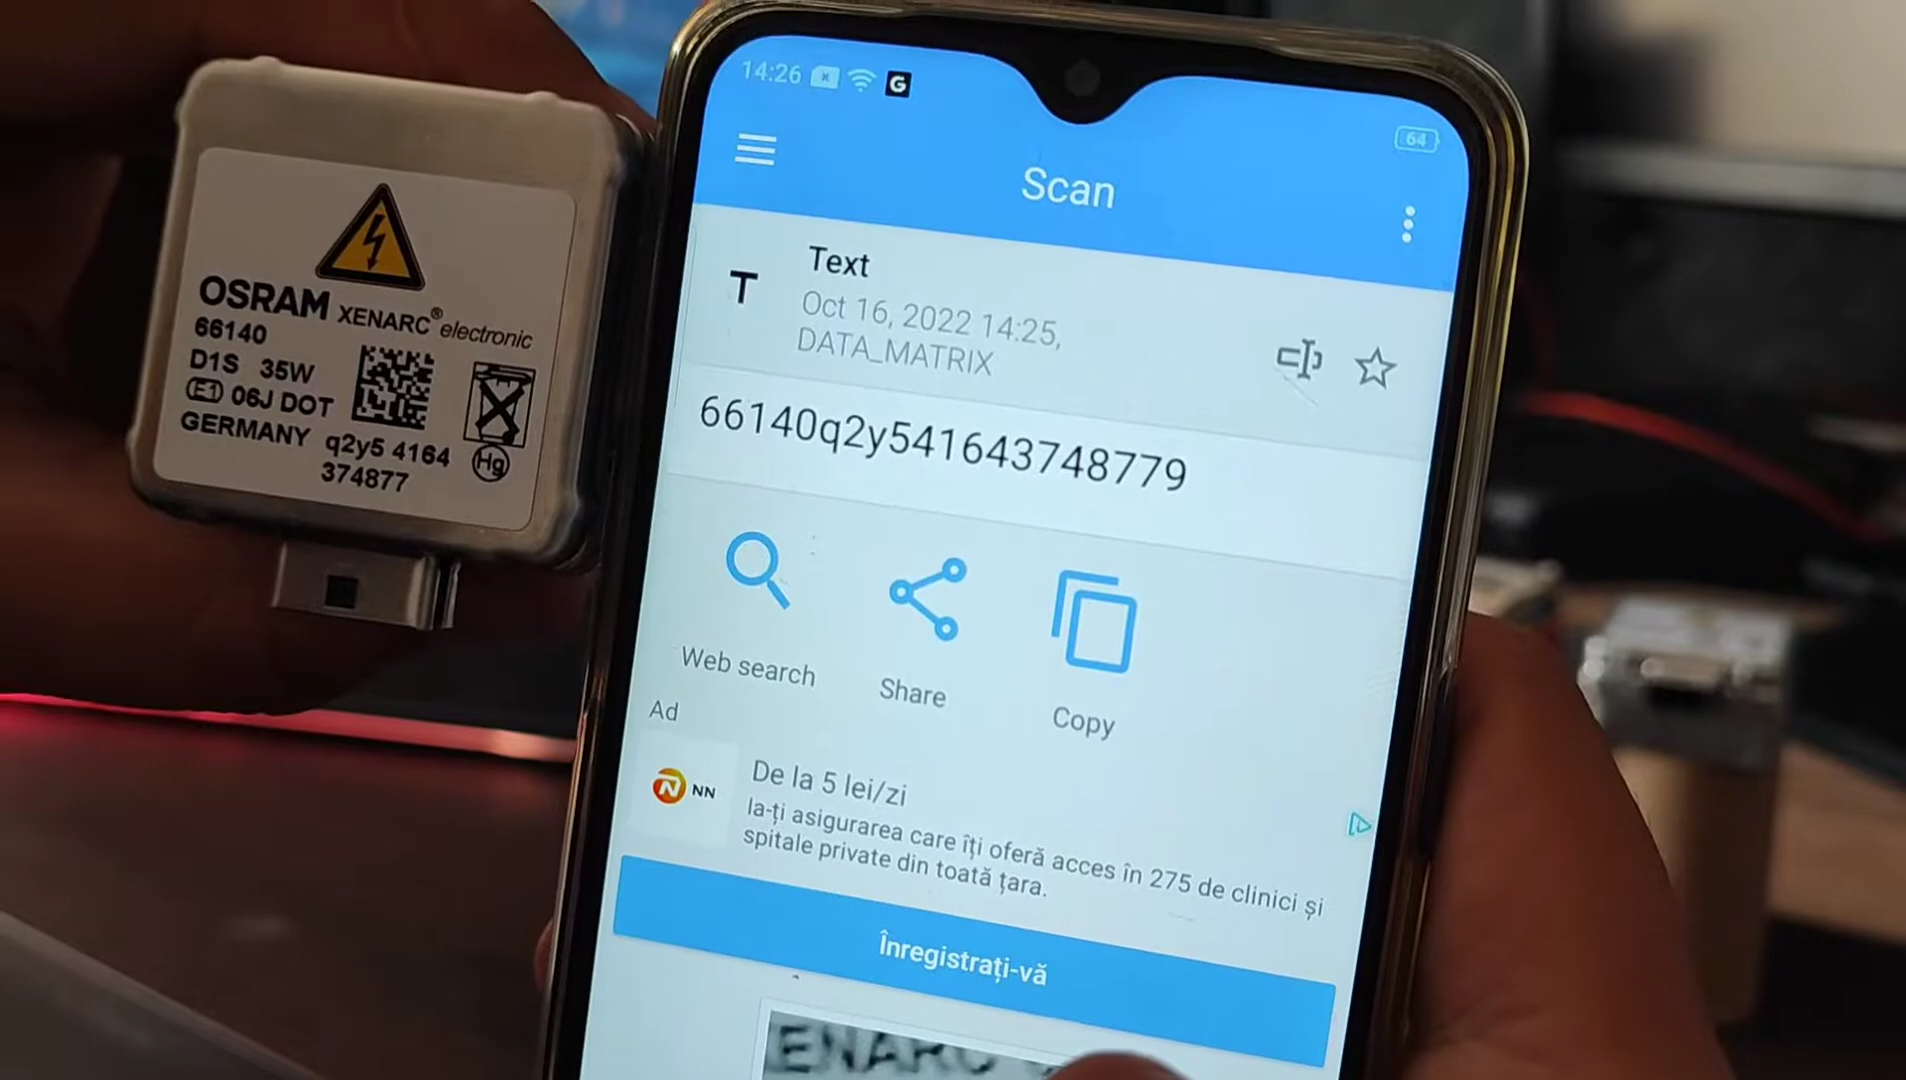 OSRAM XENARC® electronic
66140
D1S 35W
E1 06J DOT
GERMANY q2y5 4164
374877
Hg
14:26
G
64
Scan
T
Text
Oct 16, 2022 14:25,
DATA_MATRIX
66140q2y541643748779
Web search
Share
Copy
Ad
NN
De la 5 lei/zi
Ia-ți asigurarea care îți oferă acces în 275 de clinici și
spitale private din toată țara.
Înregistrați-vă
ENARC